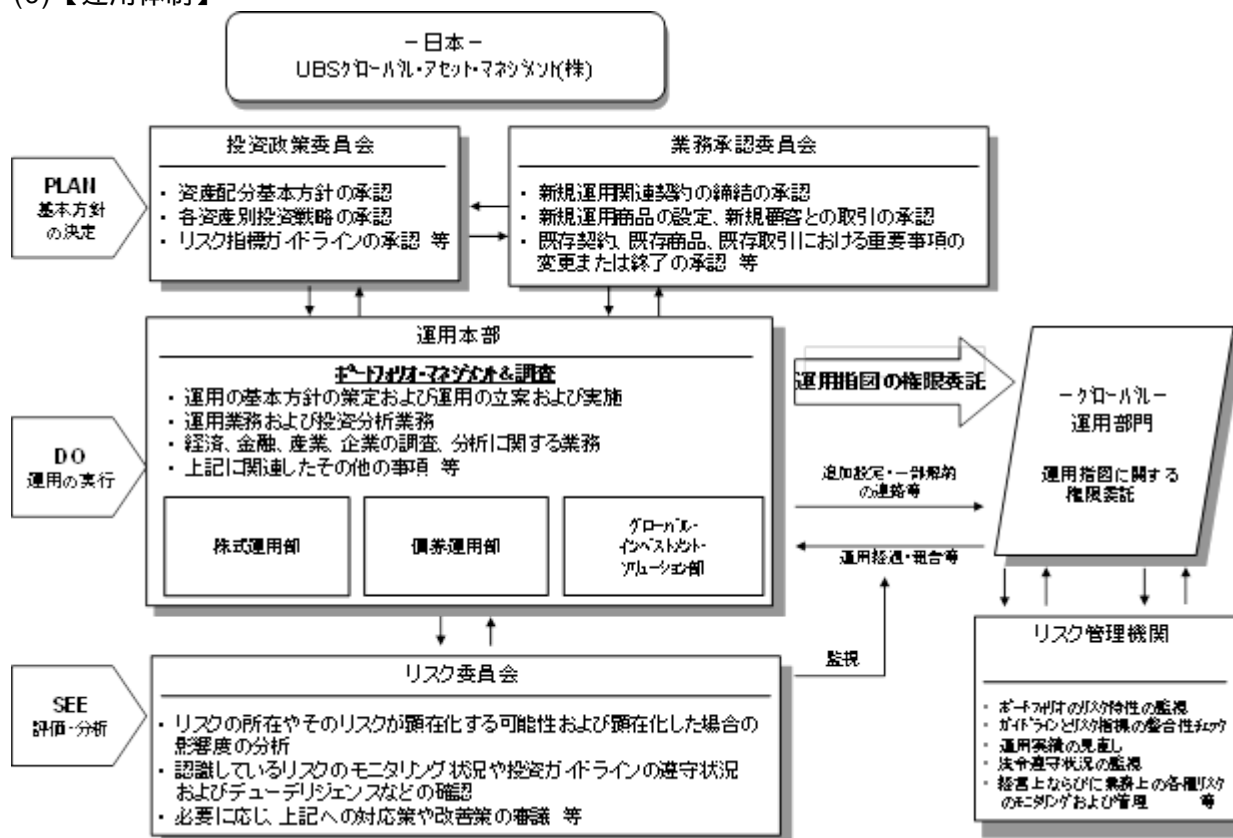 (3)【運用体制】
－日本－
UBSグローバル・アセット・マネジメント(株)
PLAN
基本方針
の決定
投資政策委員会
・ 資産配分基本方針の承認
・ 各資産別投資戦略の承認
・ リスク指標ガイドラインの承認 等
業務承認委員会
・ 新規運用関連契約の締結の承認
・ 新規運用商品の設定、新規顧客との取引の承認
・ 既存契約、既存商品、既存取引における重要事項の
変更または終了の承認 等
DO
運用の実行
運用本部
ポートフォリオ・マネジメント&調査
・ 運用の基本方針の策定および運用の立案および実施
・ 運用業務および投資分析業務
・ 経済、金融、産業、企業の調査、分析に関する業務
・ 上記に関連したその他の事項 等
株式運用部
債券運用部
グローバル・
インベストメント・
ソリューション部
運用指図の権限委託
追加設定・一部解約
の連絡等
運用経過・報告等
監視
－グローバル－
運用部門
運用指図に関する
権限委託
SEE
評価・分析
リスク委員会
・ リスクの所在やそのリスクが顕在化する可能性および顕在化した場合の
影響度の分析
・ 認識しているリスクのモニタリング状況や投資ガイドラインの遵守状況
およびデューデリジェンスなどの確認
・ 必要に応じ、上記への対応策や改善策の審議 等
リスク管理機関
・ ポートフォリオのリスク特性の監視
・ ガイドラインとリスク指標の整合性チェック
・ 運用実績の見直し
・ 法令遵守状況の監視
・ 経営上ならびに業務上の各種リスク
のモニタリングおよび管理 等